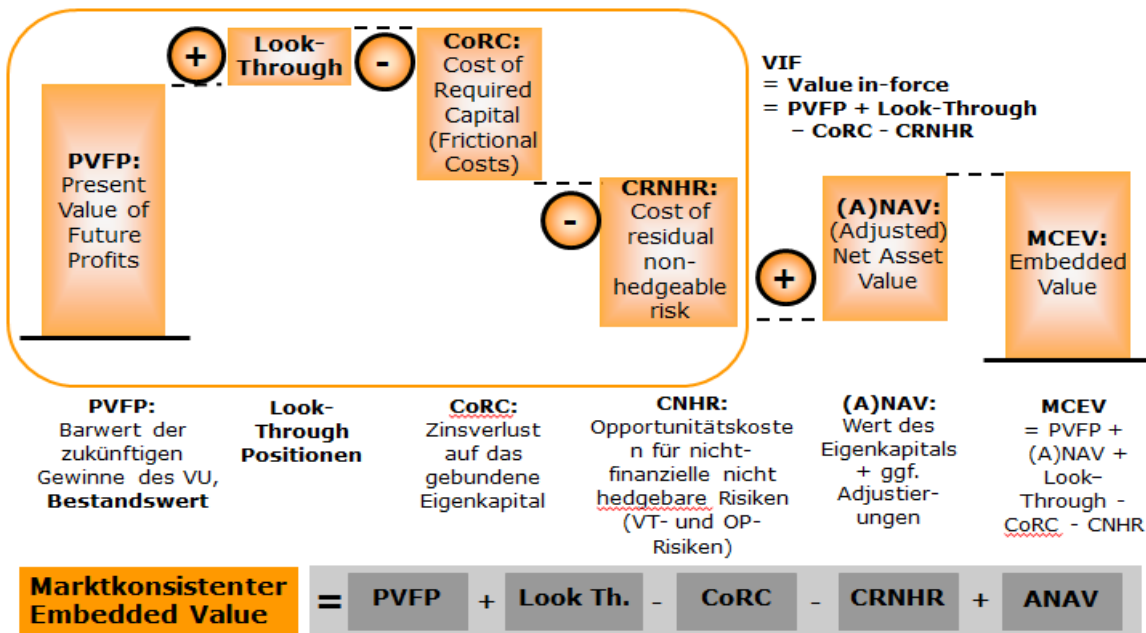 +
Look-
Through
-
CoRC:
Cost of
Required
Capital
(Frictional
Costs)
VIF
= Value in-force
= PVFP + Look-Through
– CoRC - CRNHR
PVFP:
Present
Value of
Future
Profits
-
CRNHR:
Cost of
residual
non-
hedgeable
risk
+
(A)NAV:
(Adjusted)
Net Asset
Value
MCEV:
Embedded
Value
PVFP:
Barwert der
zukünftigen
Gewinne des VU,
Bestandswert
Look-
Through
Positionen
CoRC:
Zinsverlust
auf das
gebundene
Eigenkapital
CNHR:
Opportunitätskoste
n für nicht-
finanzielle nicht
hedgebare Risiken
(VT- und OP-
Risiken)
(A)NAV:
Wert des
Eigenkapitals
+ ggf.
Adjustier-
ungen
MCEV
= PVFP +
(A)NAV +
Look–
Through -
CoRC - CNHR
Marktkonsistenter
Embedded Value
= PVFP + Look Th. - CoRC - CRNHR + ANAV